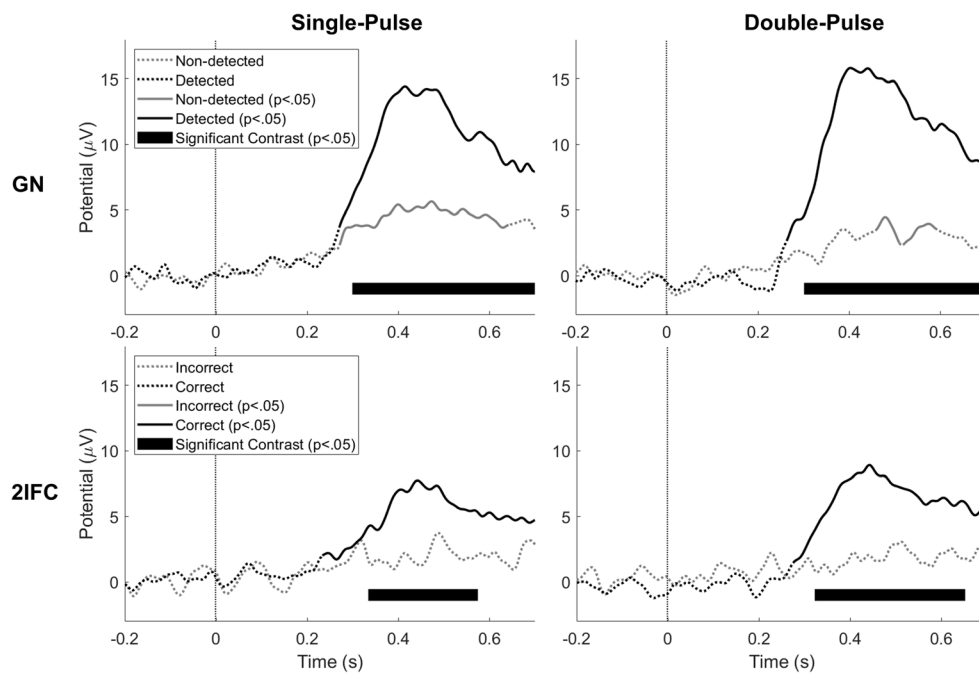 Single-Pulse
Double-Pulse
GN
Potential (μV)
15
10
5
0
-0.2
0
0.2
0.4
0.6
Non-detected
Detected
Non-detected (p<.05)
Detected (p<.05)
Significant Contrast (p<.05)
15
10
5
0
-0.2
0
0.2
0.4
0.6
2IFC
Potential (μV)
15
10
5
0
-0.2
0
0.2
0.4
0.6
Time (s)
Incorrect
Correct
Incorrect (p<.05)
Correct (p<.05)
Significant Contrast (p<.05)
15
10
5
0
-0.2
0
0.2
0.4
0.6
Time (s)